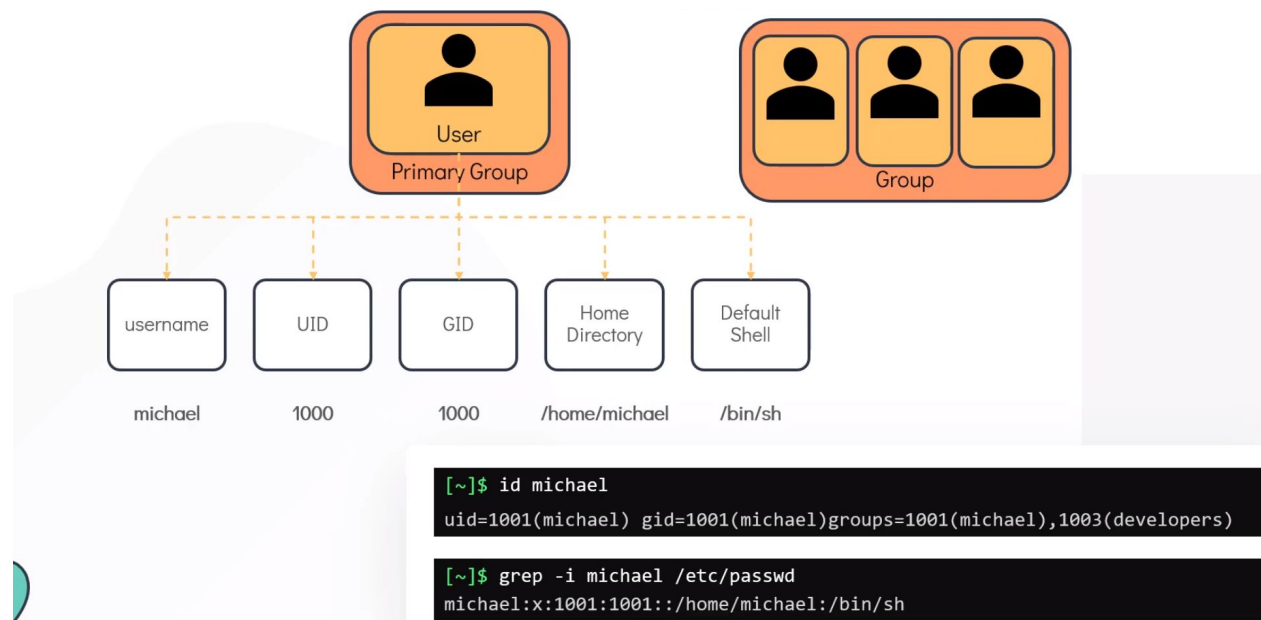 User
Primary Group
Group
username
UID
GID
Home
Directory
Default
Shell
michael
1000
1000
/home/michael
/bin/sh
[~]$ id michael
uid=1001(michael) gid=1001(michael)groups=1001(michael),1003(developers)
[~]$ grep -i michael /etc/passwd
michael:x:1001:1001::/home/michael:/bin/sh